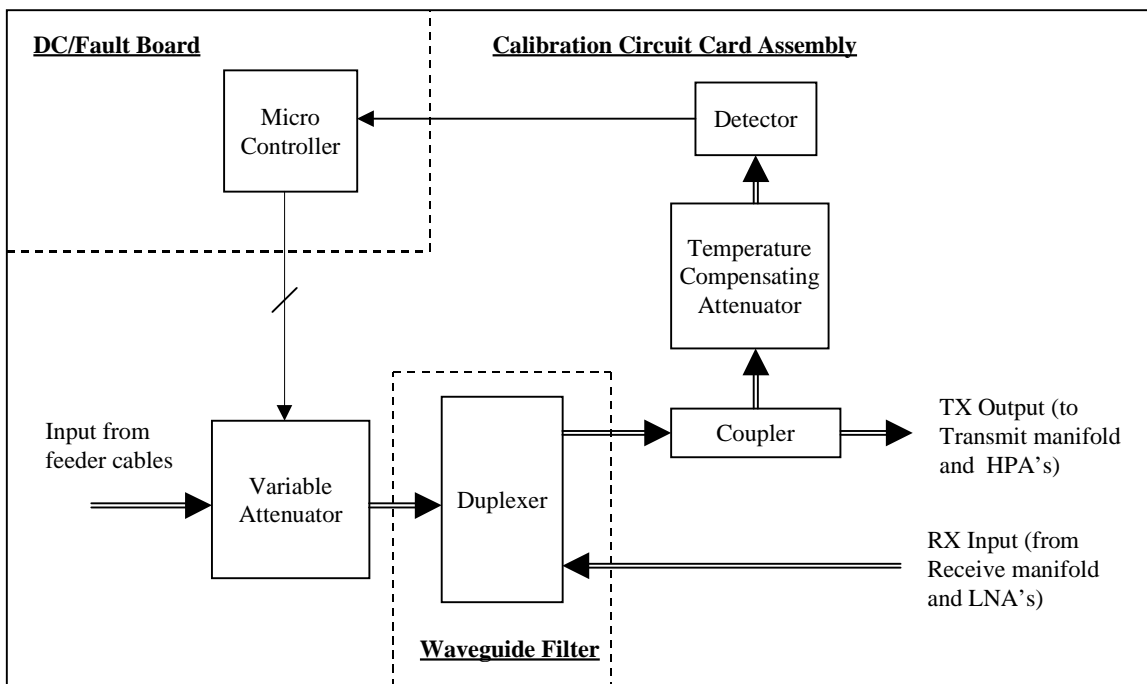 DC/Fault Board
Calibration Circuit Card Assembly
Micro
Controller
Detector
Temperature
Compensating
Attenuator
Input from
feeder cables
Variable
Attenuator
Duplexer
Coupler
TX Output (to
Transmit manifold
and HPA's)
RX Input (from
Receive manifold
and LNA's)
Waveguide Filter